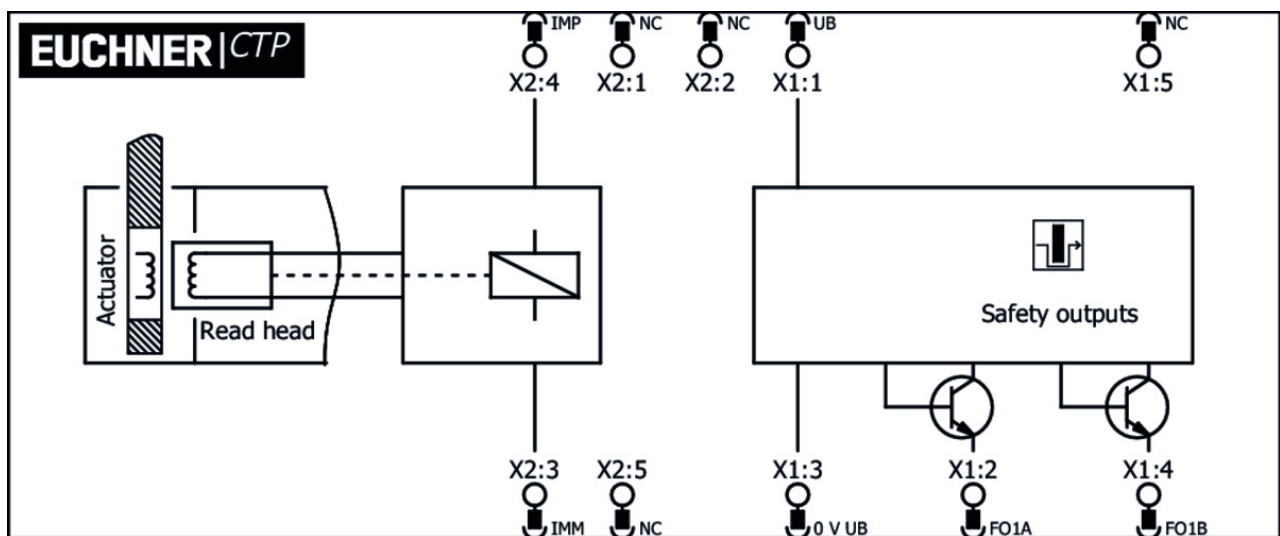 EUCHNER CTP
IMP
NC
NC
UB
NC
X2:4
X2:1
X2:2
X1:1
X1:5
Actuator
Read head
Safety outputs
X2:3
X2:5
X1:3
X1:2
X1:4
IMM
NC
0 V UB
FO1A
FO1B